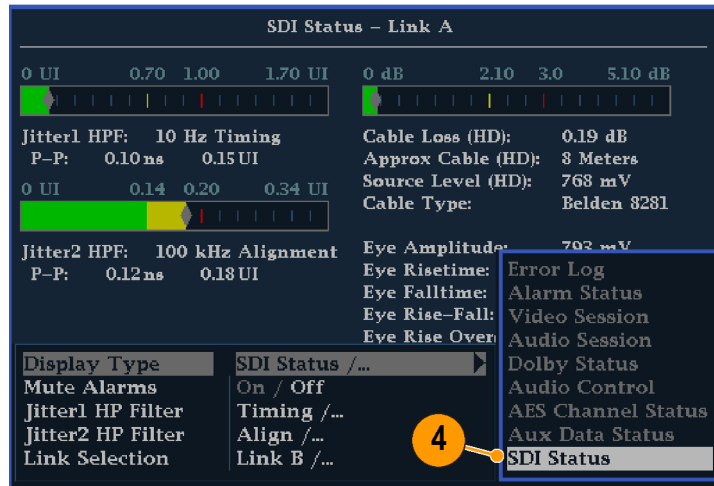 SDI Status – Link A
0 UI 0.70 1.00 1.70 UI
Jitter1 HPF: 10 Hz Timing
P–P: 0.10 ns 0.15 UI
0 UI 0.14 0.20 0.34 UI
Jitter2 HPF: 100 kHz Alignment
P–P: 0.12 ns 0.18 UI
0 dB 2.10 3.0 5.10 dB
Cable Loss (HD): 0.19 dB
Approx Cable (HD): 8 Meters
Source Level (HD): 768 mV
Cable Type: Belden 8281
Eye Amplitude: 793 mV
Eye Risetime:
Eye Falltime:
Eye Rise–Fall:
Eye Rise
Display Type SDI Status /...
Mute Alarms On / Off
Jitter1 HP Filter Timing /...
Jitter2 HP Filter Align /...
Link Selection Link B /...
Error Log
Alarm Status
Video Session
Audio Session
Dolby Status
Audio Control
AES Channel Status
Aux Data Status
SDI Status
4